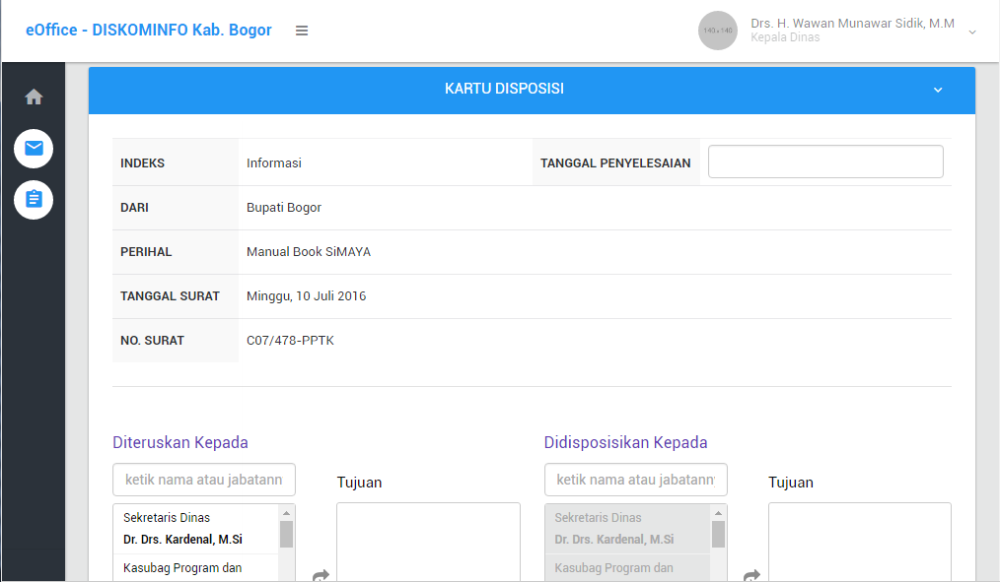 eOffice - DISKOMINFO Kab. Bogor
140x140
Drs. H. Wawan Munawar Sidik, M.M
Kepala Dinas
KARTU DISPOSISI
INDEKS Informasi TANGGAL PENYELESAIAN
DARI Bupati Bogor
PERIHAL Manual Book SiMAYA
TANGGAL SURAT Minggu, 10 Juli 2016
NO. SURAT C07/478-PPTK
Diteruskan Kepada
ketik nama atau jabatann
Tujuan
Sekretaris Dinas
Dr. Drs. Kardenal, M.Si
Kasubag Program dan
Didisposisikan Kepada
ketik nama atau jabatann
Tujuan
Sekretaris Dinas
Dr. Drs. Kardenal, M.Si
Kasubag Program dan